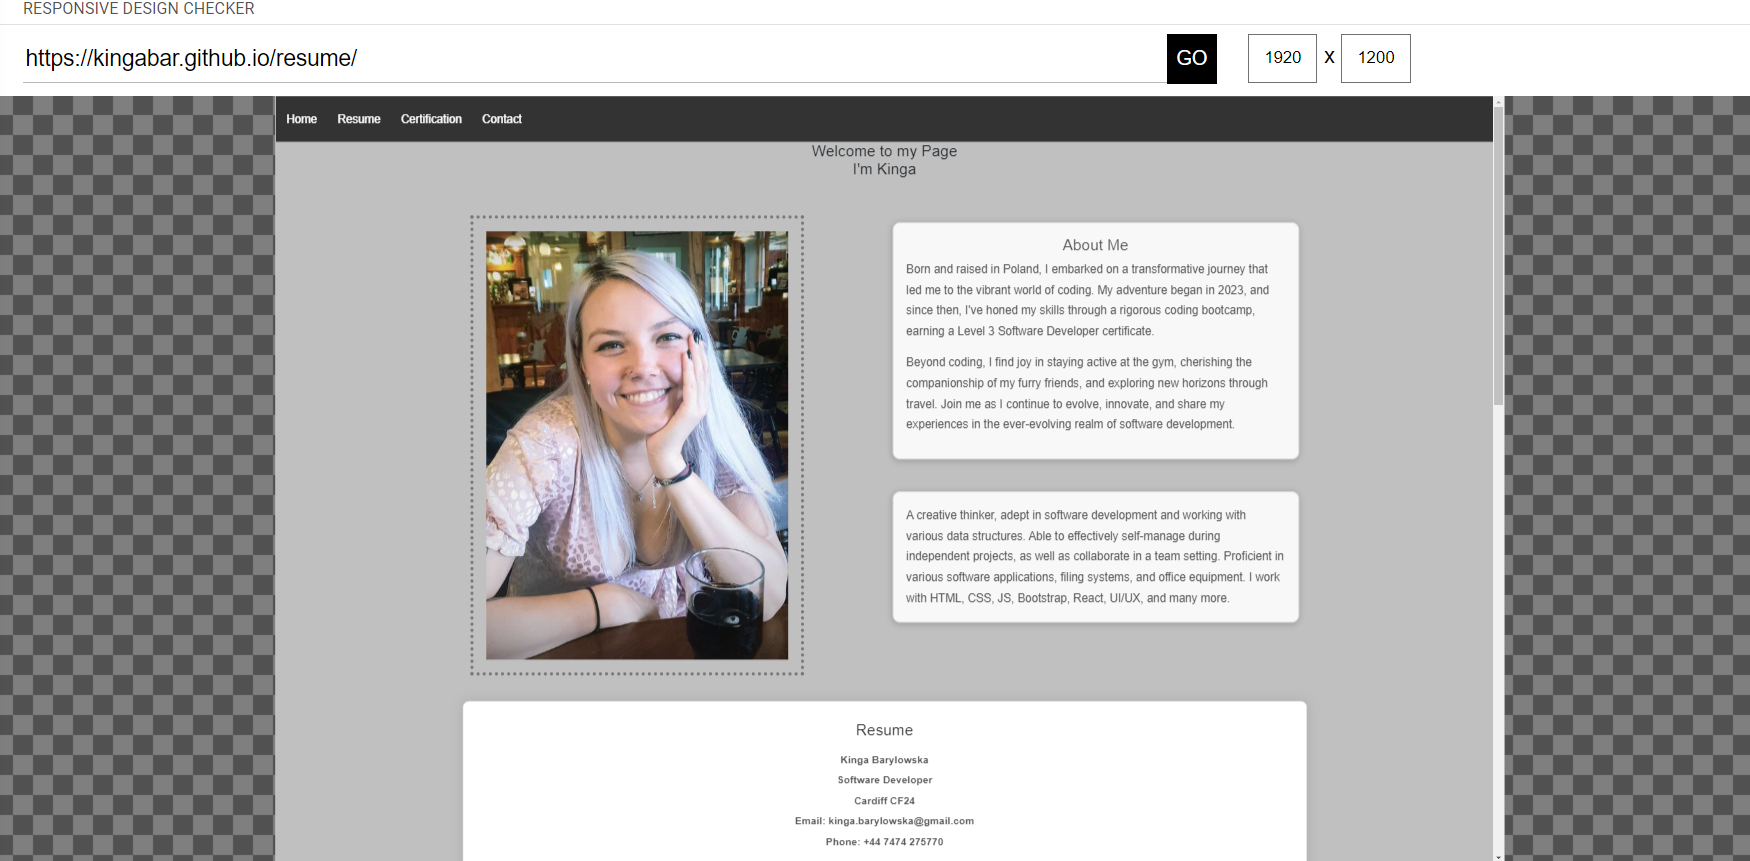 RESPONSIVE DESIGN CHECKER
https://kingabar.github.io/resume/
GO
1920 X 1200
Home Resume Certification Contact
Welcome to my Page
I'm Kinga
About Me
Born and raised in Poland, I embarked on a transformative journey that
led me to the vibrant world of coding. My adventure began in 2023, and
since then, I've honed my skills through a rigorous coding bootcamp,
earning a Level 3 Software Developer certificate.
Beyond coding, I find joy in staying active at the gym, cherishing the
companionship of my furry friends, and exploring new horizons through
travel. Join me as I continue to evolve, innovate, and share my
experiences in the ever-evolving realm of software development.
A creative thinker, adept in software development and working with
various data structures. Able to effectively self-manage during
independent projects, as well as collaborate in a team setting. Proficient in
various software applications, filing systems, and office equipment. I work
with HTML, CSS, JS, Bootstrap, React, UI/UX, and many more.
Resume
Kinga Barylowska
Software Developer
Cardiff CF24
Email: kinga.barylowska@gmail.com
Phone: +44 7474 275770